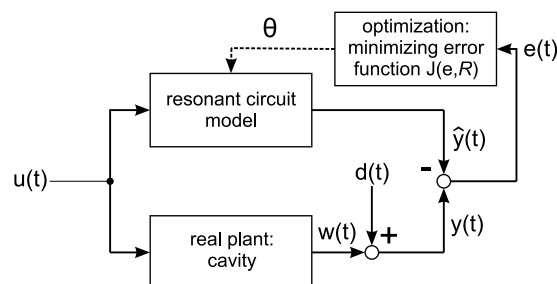 optimization:
minimizing error
function J(e,R)
θ
e(t)
resonant circuit
model
ŷ(t)
-
u(t)
d(t)
real plant:
cavity
w(t)
+
y(t)